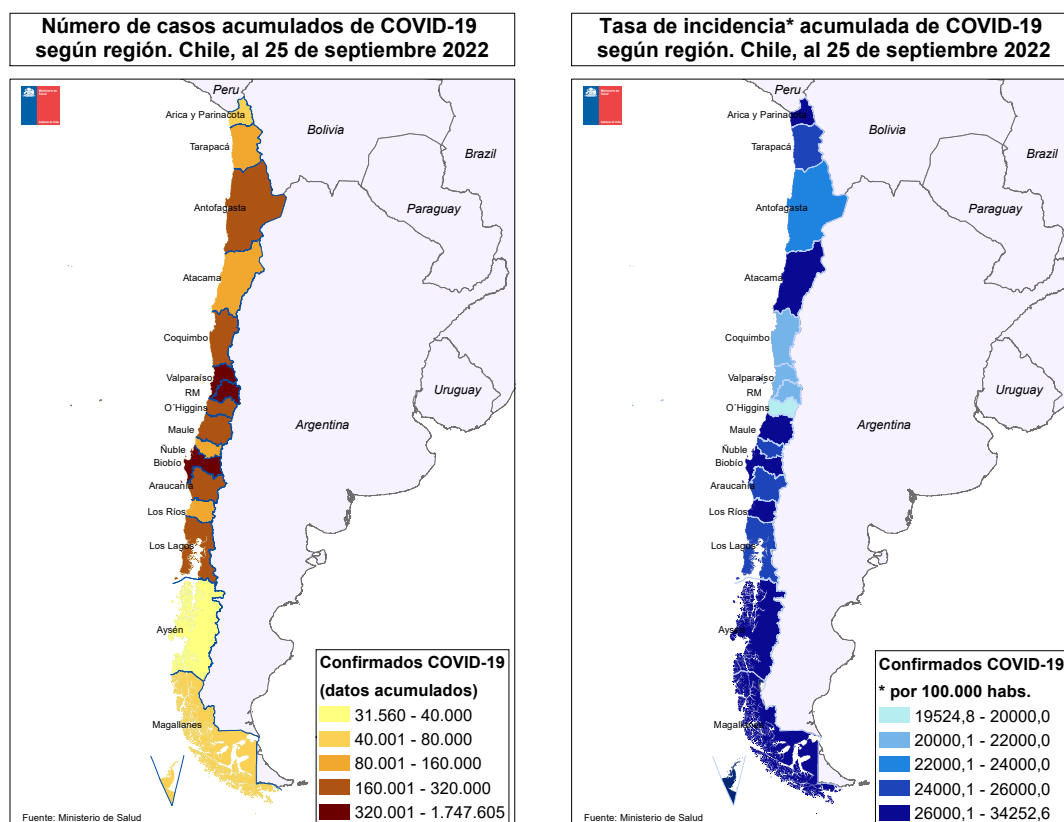 Número de casos acumulados de COVID-19
según región. Chile, al 25 de septiembre 2022
Peru
Arica y Parinacota
Bolivia
Tarapacá
Brazil
Antofagasta
Paraguay
Atacama
Coquimbo
Valparaíso
RM
Uruguay
O´Higgins
Maule
Argentina
Ñuble
Biobío
Araucanía
Los Ríos
Los Lagos
Aysén
Magallanes
Confirmados COVID-19
(datos acumulados)
31.560 - 40.000
40.001 - 80.000
80.001 - 160.000
160.001 - 320.000
320.001 - 1.747.605
Fuente: Ministerio de Salud
Tasa de incidencia* acumulada de COVID-19
según región. Chile, al 25 de septiembre 2022
Peru
Arica y Parinacota
Bolivia
Tarapacá
Brazil
Antofagasta
Paraguay
Atacama
Coquimbo
Valparaíso
RM
Uruguay
O´Higgins
Maule
Argentina
Ñuble
Biobío
Araucanía
Los Ríos
Los Lagos
Aysén
Magallanes
Confirmados COVID-19
* por 100.000 habs.
19524,8 - 20000,0
20000,1 - 22000,0
22000,1 - 24000,0
24000,1 - 26000,0
26000,1 - 34252,6
Fuente: Ministerio de Salud